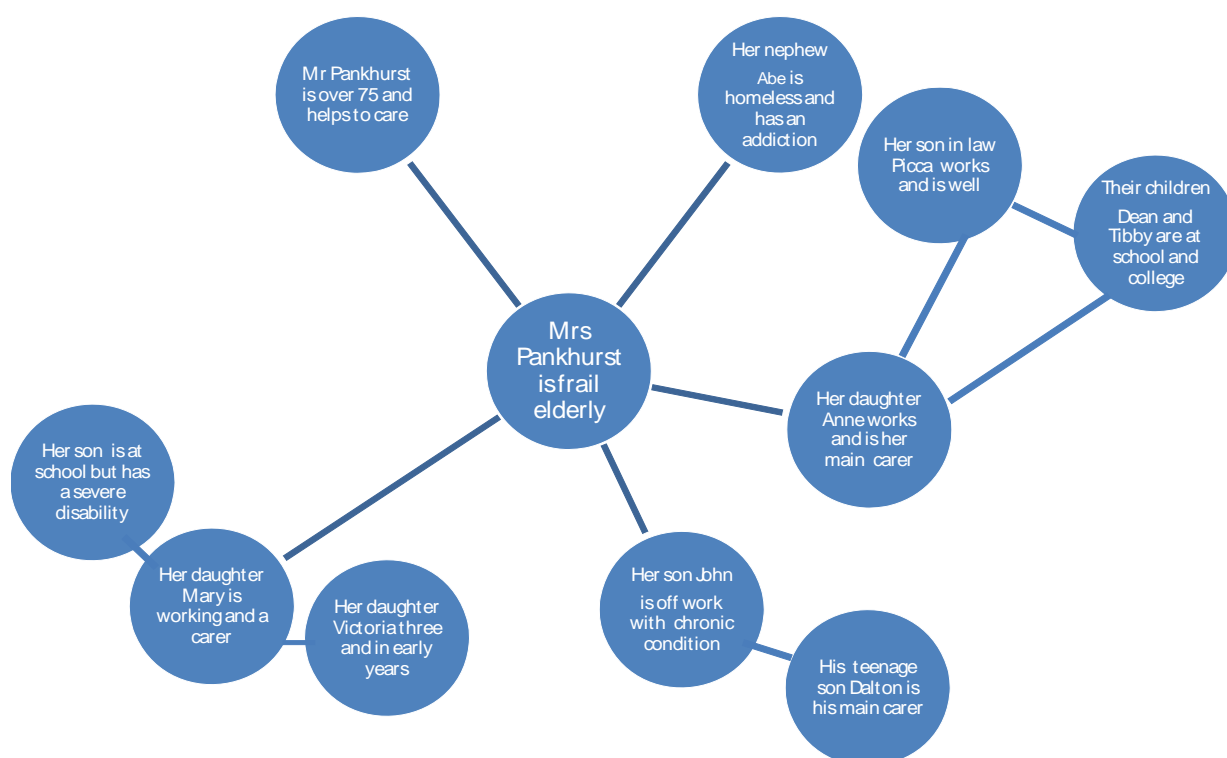 Mr Pankhurst
is over 75 and
helps to care
Her nephew
Abe is
homeless and
has an
addiction
Her son in law
Picca works
and is well
Their children
Dean and
Tibby are at
school and
college
Mrs
Pankhurst
is frail
elderly
Her daughter
Anne works
and is her
main carer
Her son is at
school but has
a severe
disability
Her daughter
Mary is
working and a
carer
Her daughter
Victoria three
and in early
years
Her son John
is off work
with chronic
condition
His teenage
son Dalton is
his main carer